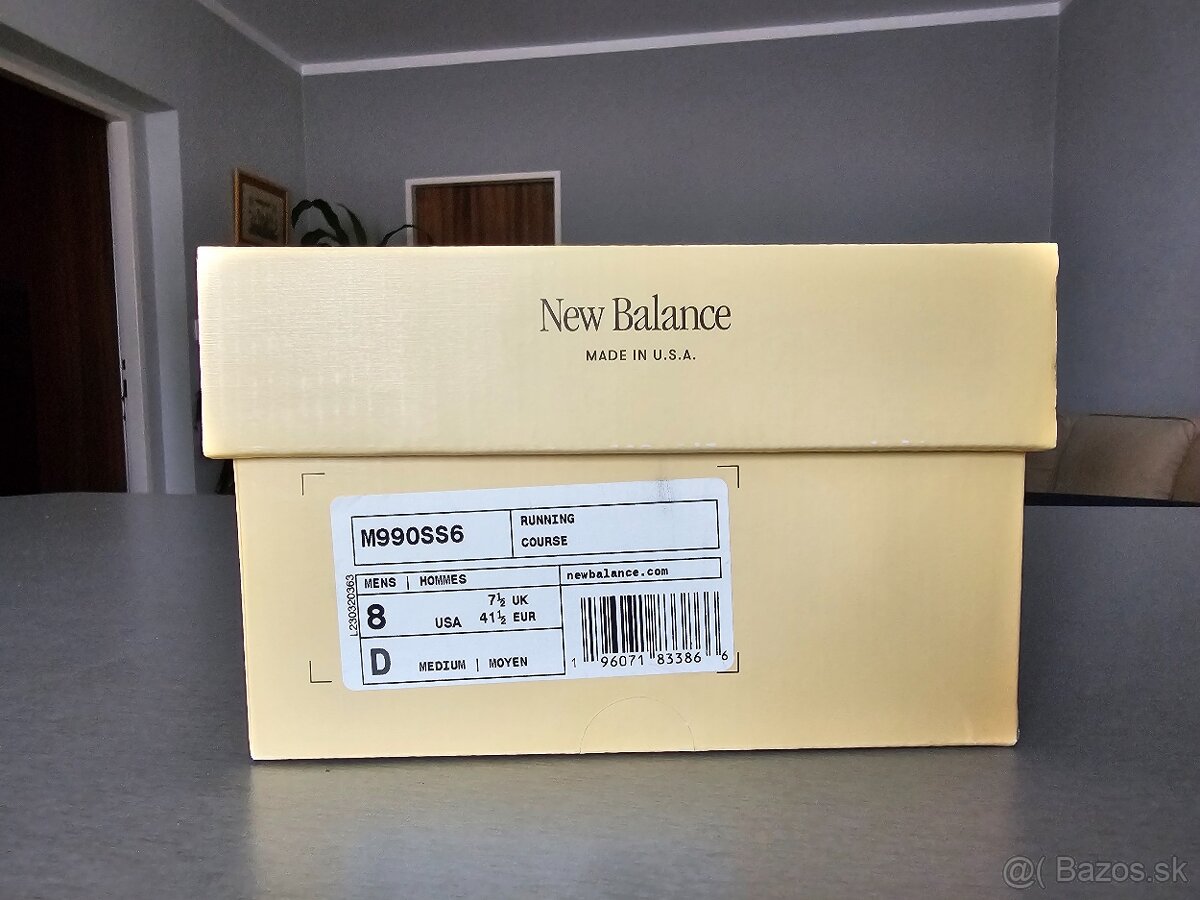 New Balance
MADE IN U.S.A.
M990SS6
RUNNING
COURSE
MENS | HOMMES
newbalance.com
8
USA
7½ UK
41½ EUR
D
MEDIUM | MOYEN
L230320363
1 96071 83386 6
@( Bazos.sk